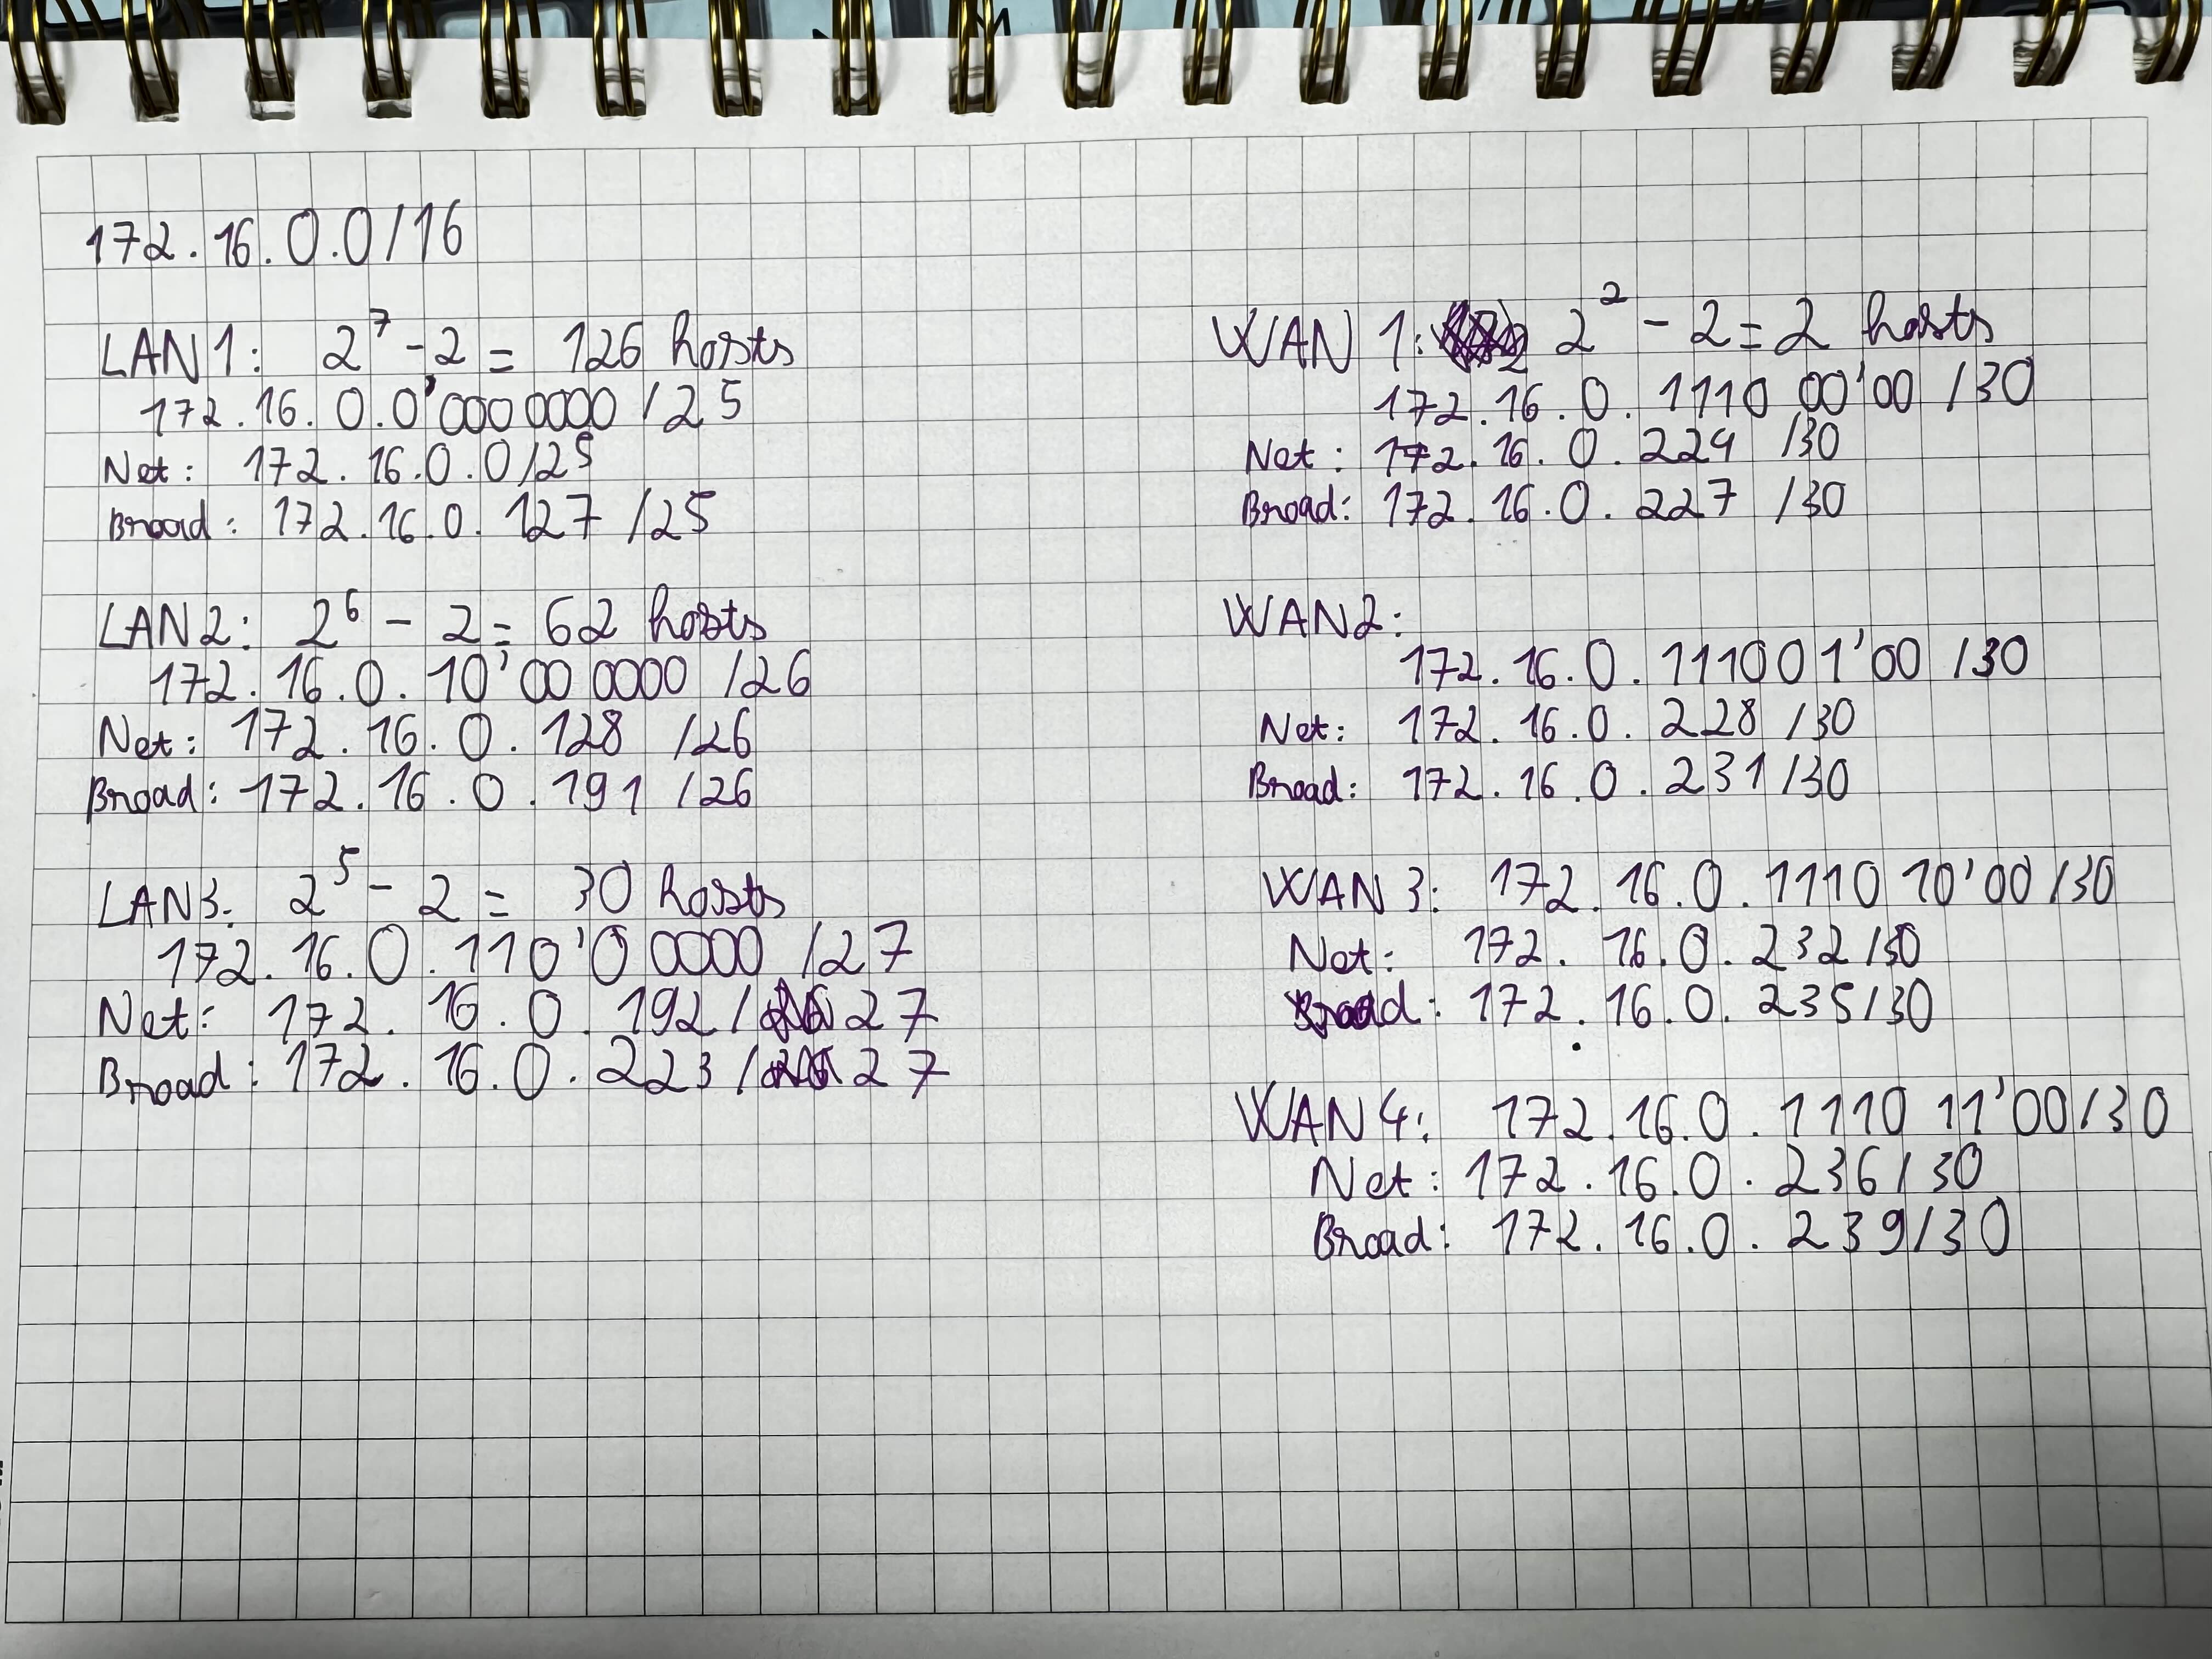 172.16.0.0/16
LAN1: 2^7 - 2 = 126 hosts
172.16.0.0'0000000 /25
Net: 172.16.0.0/25
Broad: 172.16.0.127 /25
LAN2: 2^6 - 2 = 62 hosts
172.16.0.10'00 0000 /26
Net: 172.16.0.128 /26
Broad: 172.16.0.191 /26
LAN3: 2^5 - 2 = 30 hosts
172.16.0.110'0 0000 /27
Net: 172.16.0.192/27
Broad: 172.16.0.223/27
WAN 1: 2^2 - 2 = 2 hosts
172.16.0.1110 00'00 /30
Net: 172.16.0.224 /30
Broad: 172.16.0.227 /30
WAN2:
172.16.0.111001'00 /30
Net: 172.16.0.228 /30
Broad: 172.16.0.231/30
WAN 3: 172.16.0.1110 10'00/30
Net: 172.16.0.232/30
Broad: 172.16.0.235/30
WAN4: 172.16.0.1110 11'00/30
Net: 172.16.0.236/30
Broad: 172.16.0.239/30